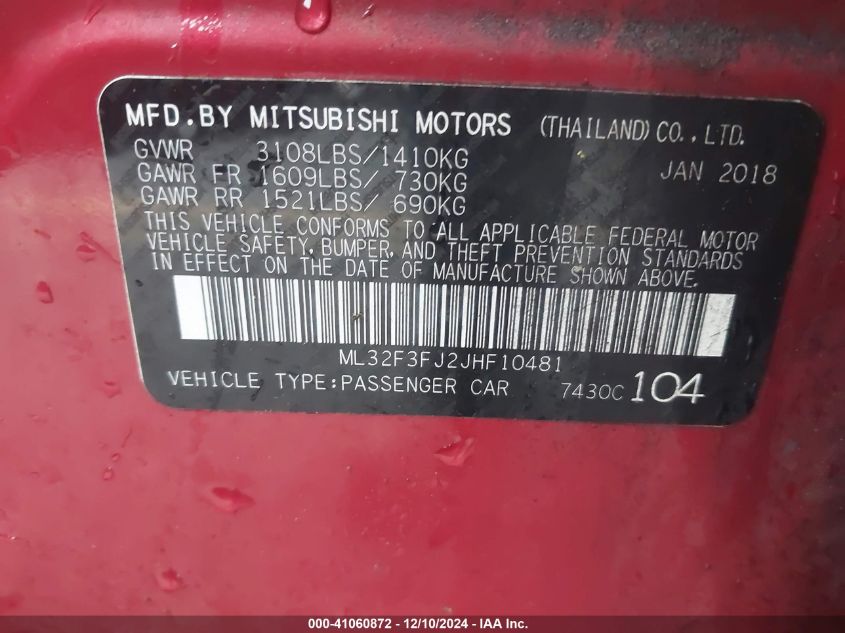 MFD.BY MITSUBISHI MOTORS (THAILAND) CO., LTD.
GVWR 3108LBS/1410KG JAN 2018
GAWR FR 1609LBS/ 730KG
GAWR RR 1521LBS/ 690KG
THIS VEHICLE CONFORMS TO ALL APPLICABLE FEDERAL MOTOR
VEHICLE SAFETY, BUMPER, AND THEFT PREVENTION STANDARDS
IN EFFECT ON THE DATE OF MANUFACTURE SHOWN ABOVE.
ML32F3FJ2JHF10481
VEHICLE TYPE:PASSENGER CAR 7430C 104
000-41060872 - 12/10/2024 - IAA Inc.